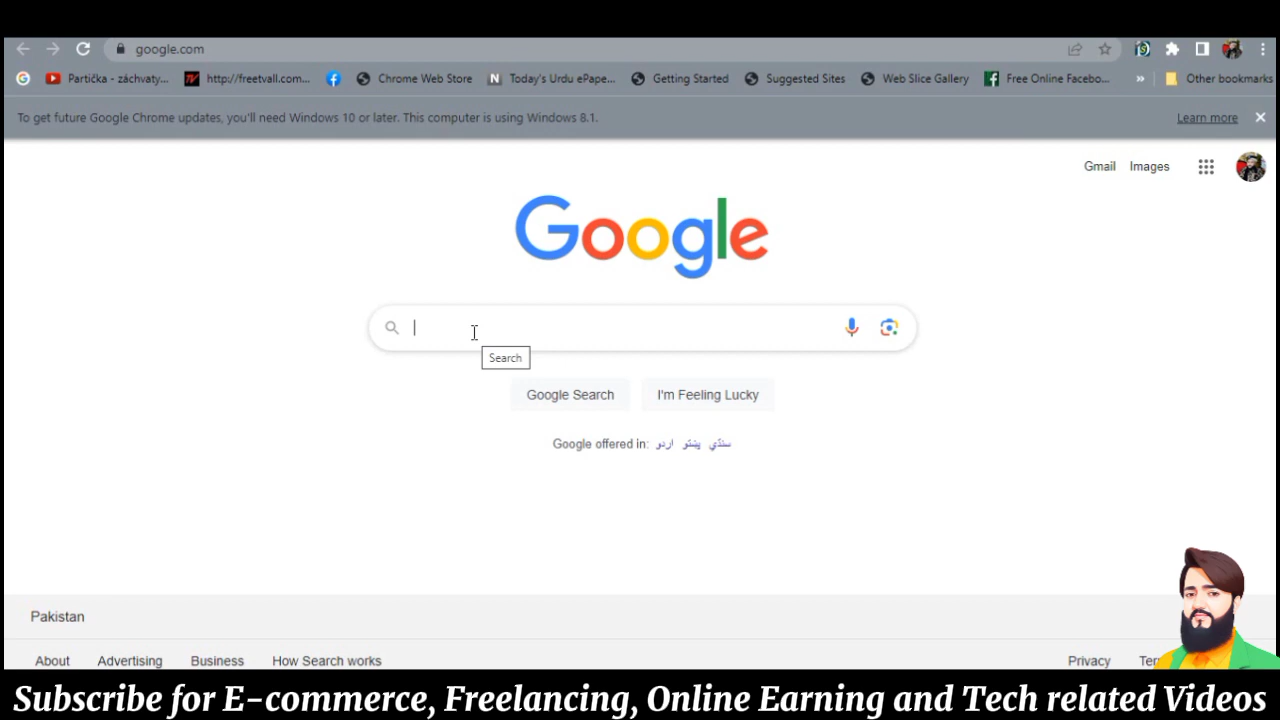 google.com
Partička - záchvaty... http://freetvall.com... Chrome Web Store Today's Urdu ePape... Getting Started Suggested Sites Web Slice Gallery Free Online Facebo... » Other bookmarks
To get future Google Chrome updates, you'll need Windows 10 or later. This computer is using Windows 8.1. Learn more
Gmail Images
Google
Search
Google Search I'm Feeling Lucky
Google offered in: اردو پښتو سنڌي
Pakistan
About Advertising Business How Search works Privacy
Subscribe for E-commerce, Freelancing, Online Earning and Tech related Videos